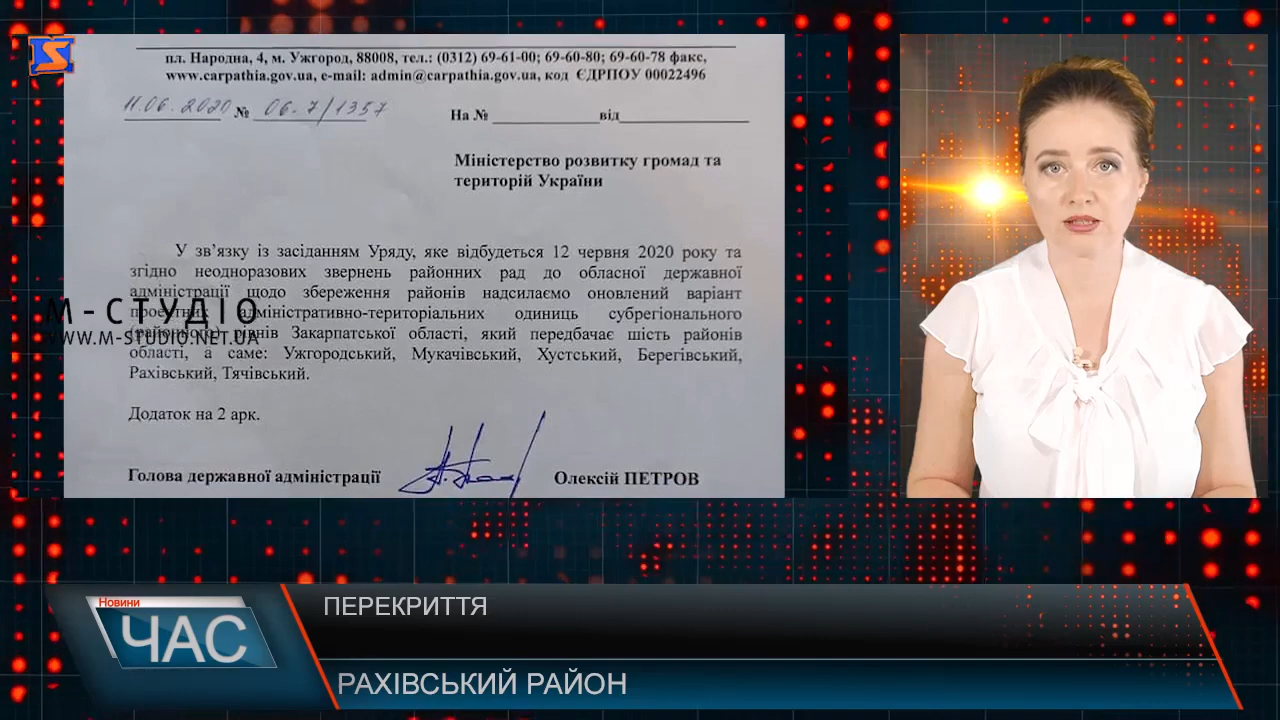 пл. Народна, 4, м. Ужгород, 88008, тел.: (0312) 69-61-00; 69-60-80; 69-60-78 факс,
www.carpathia.gov.ua, e-mail: admin@carpathia.gov.ua, код ЄДРПОУ 00022496
11.06.2020 № 06.7/1357 На № ____________від______________
Міністерство розвитку громад та
територій України
У зв’язку із засіданням Уряду, яке відбудеться 12 червня 2020 року та
згідно неодноразових звернень районних рад до обласної державної
адміністрації щодо збереження районів надсилаємо оновлений варіант
проектних адміністративно-територіальних одиниць субрегіонального
(районного) рівнів Закарпатської області, який передбачає шість районів
області, а саме: Ужгородський, Мукачівський, Хустський, Берегівський,
Рахівський, Тячівський.
Додаток на 2 арк.
Голова державної адміністрації Олексій ПЕТРОВ
М-СТУДІО
WWW.M-STUDIO.NET.UA
Новини
ЧАС
ПЕРЕКРИТТЯ
РАХІВСЬКИЙ РАЙОН